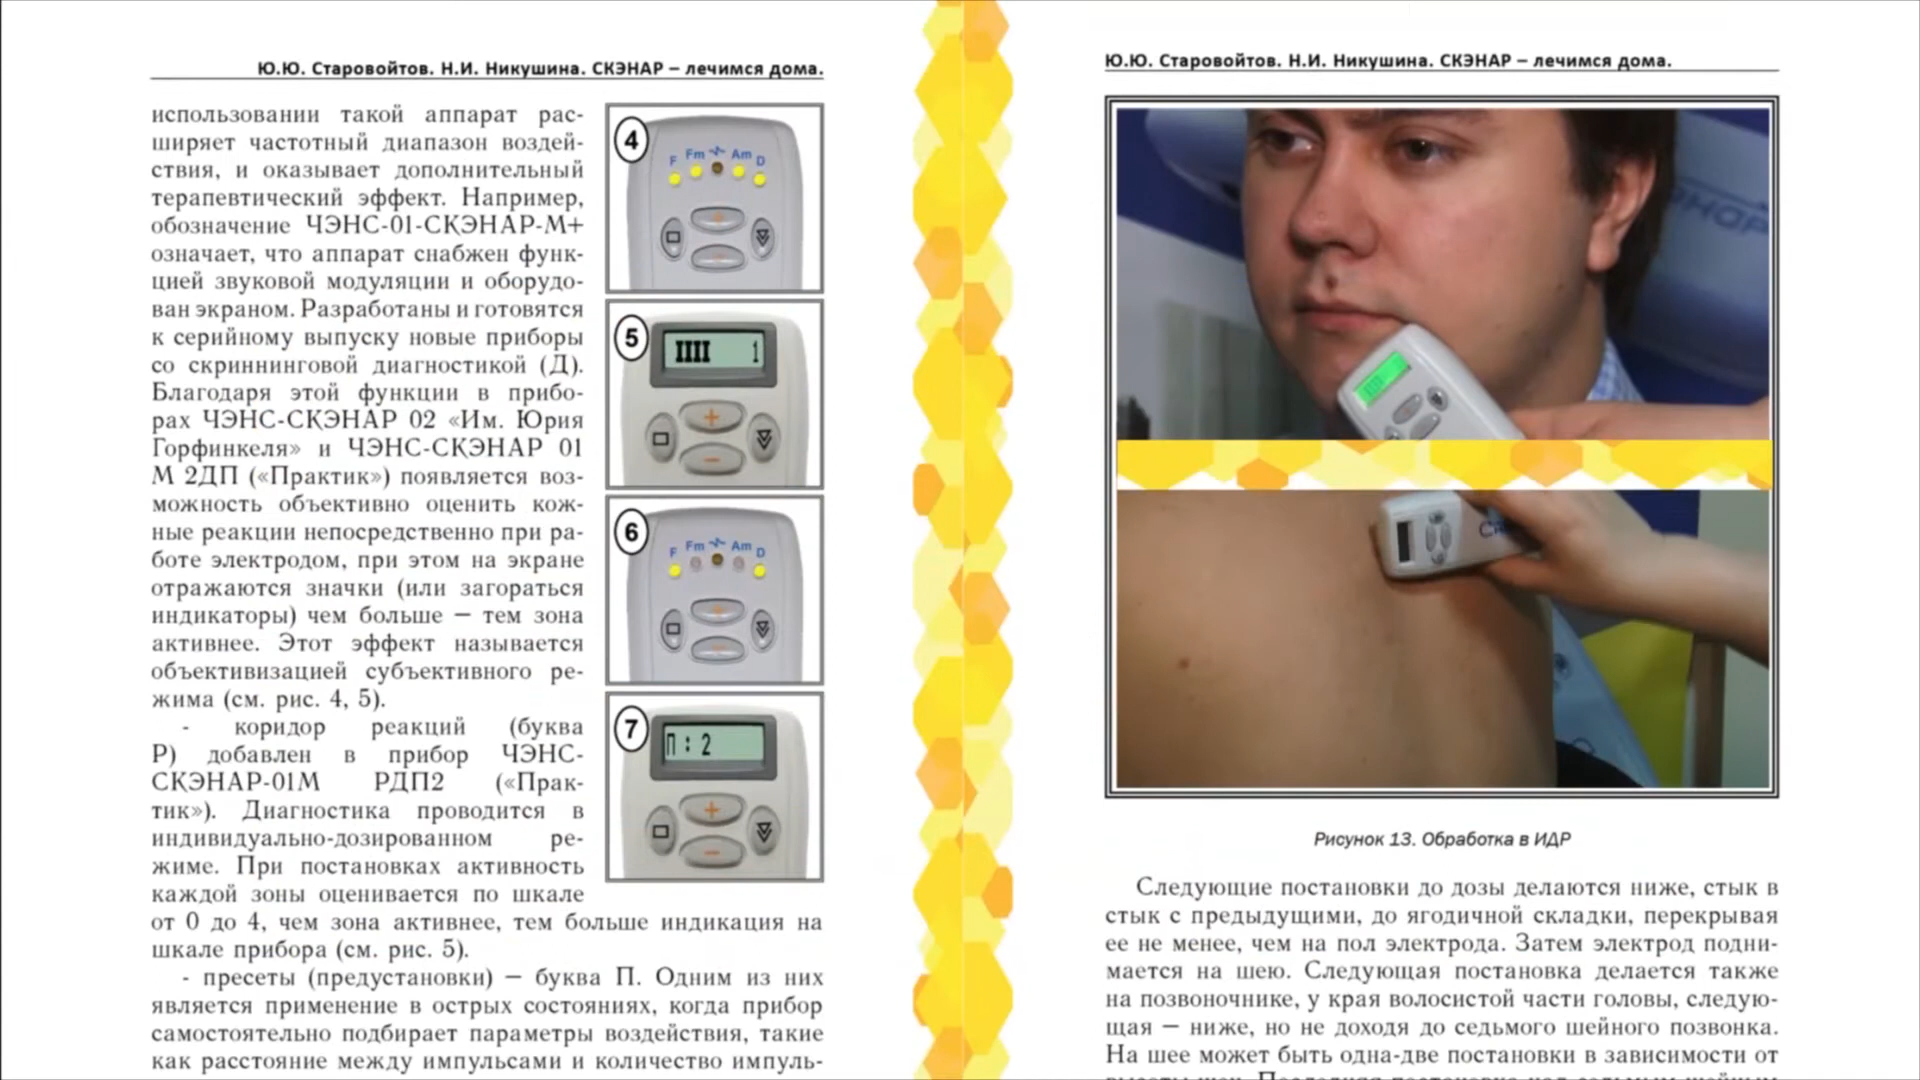 Ю.Ю. Старовойтов. Н.И. Никушина. СКЭНАР – лечимся дома.
использовании такой аппарат рас-
ширяет частотный диапазон воздей-
ствия, и оказывает дополнительный
терапевтический эффект. Например,
обозначение ЧЭНС-01-СКЭНАР-М+
означает, что аппарат снабжен функ-
цией звуковой модуляции и оборудо-
ван экраном. Разработаны и готовятся
к серийному выпуску новые приборы
со скриннинговой диагностикой (Д).
Благодаря этой функции в прибо-
рах ЧЭНС-СКЭНАР 02 «Им. Юрия
Горфинкеля» и ЧЭНС-СКЭНАР 01
М 2ДП («Практик») появляется воз-
можность объективно оценить кож-
ные реакции непосредственно при ра-
боте электродом, при этом на экране
отражаются значки (или загораться
индикаторы) чем больше – тем зона
активнее. Этот эффект называется
объективизацией субъективного ре-
жима (см. рис. 4, 5).
- коридор реакций (буква
Р) добавлен в прибор ЧЭНС-
СКЭНАР-01М РДП2 («Прак-
тик»). Диагностика проводится в
индивидуально-дозированном ре-
жиме. При постановках активность
каждой зоны оценивается по шкале
от 0 до 4, чем зона активнее, тем больше индикация на
шкале прибора (см. рис. 5).
- пресеты (предустановки) – буква П. Одним из них
является применение в острых состояниях, когда прибор
самостоятельно подбирает параметры воздействия, такие
как расстояние между импульсами и количество импуль-
4
F Fm Am D
5
IIII 1
6
F Fm Am D
7
П : 2
Ю.Ю. Старовойтов. Н.И. Никушина. СКЭНАР – лечимся дома.
Рисунок 13. Обработка в ИДР
Следующие постановки до дозы делаются ниже, стык в
стык с предыдущими, до ягодичной складки, перекрывая
ее не менее, чем на пол электрода. Затем электрод подни-
мается на шею. Следующая постановка делается также
на позвоночнике, у края волосистой части головы, следую-
щая – ниже, но не доходя до седьмого шейного позвонка.
На шее может быть одна-две постановки в зависимости от